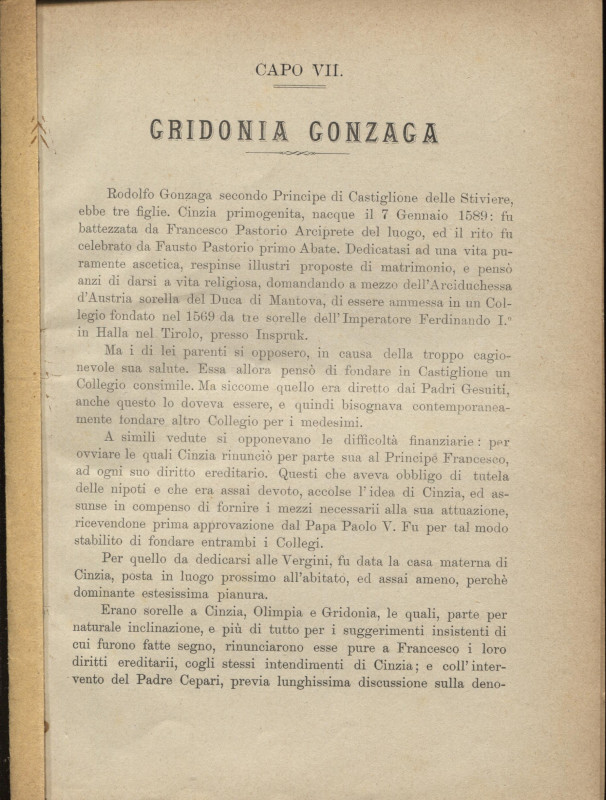 CAPO VII.
GRIDONIA GONZAGA
Rodolfo Gonzaga secondo Principe di Castiglione delle Stiviere,
ebbe tre figlie. Cinzia primogenita, nacque il 7 Gennaio 1589: fu
battezzata da Francesco Pastorio Arciprete del luogo, ed il rito fu
celebrato da Fausto Pastorio primo Abate. Dedicatasi ad una vita pu-
ramente ascetica, respinse illustri proposte di matrimonio, e pensò
anzi di darsi a vita religiosa, domandando a mezzo dell'Arciduchessa
d'Austria sorella del Duca di Mantova, di essere ammessa in un Col-
legio fondato nel 1569 da tre sorelle dell'Imperatore Ferdinando I.º
in Halla nel Tirolo, presso Inspruk.
Ma i di lei parenti si opposero, in causa della troppo cagio-
nevole sua salute. Essa allora pensò di fondare in Castiglione un
Collegio consimile. Ma siccome quello era diretto dai Padri Gesuiti,
anche questo lo doveva essere, e quindi bisognava contemporanea-
mente fondare altro Collegio per i medesimi.
A simili vedute si opponevano le difficoltà finanziarie: per
ovviare le quali Cinzia rinunciò per parte sua al Principe Francesco,
ad ogni suo diritto ereditario. Questi che aveva obbligo di tutela
delle nipoti e che era assai devoto, accolse l'idea di Cinzia, ed as-
sunse in compenso di fornire i mezzi necessarii alla sua attuazione,
ricevendone prima approvazione dal Papa Paolo V. Fu per tal modo
stabilito di fondare entrambi i Collegi.
Per quello da dedicarsi alle Vergini, fu data la casa materna di
Cinzia, posta in luogo prossimo all'abitato, ed assai ameno, perchè
dominante estesissima pianura.
Erano sorelle a Cinzia, Olimpia e Gridonia, le quali, parte per
naturale inclinazione, e più di tutto per i suggerimenti insistenti di
cui furono fatte segno, rinunciarono esse pure a Francesco i loro
diritti ereditarii, cogli stessi intendimenti di Cinzia; e coll'inter-
vento del Padre Cepari, previa lunghissima discussione sulla deno-